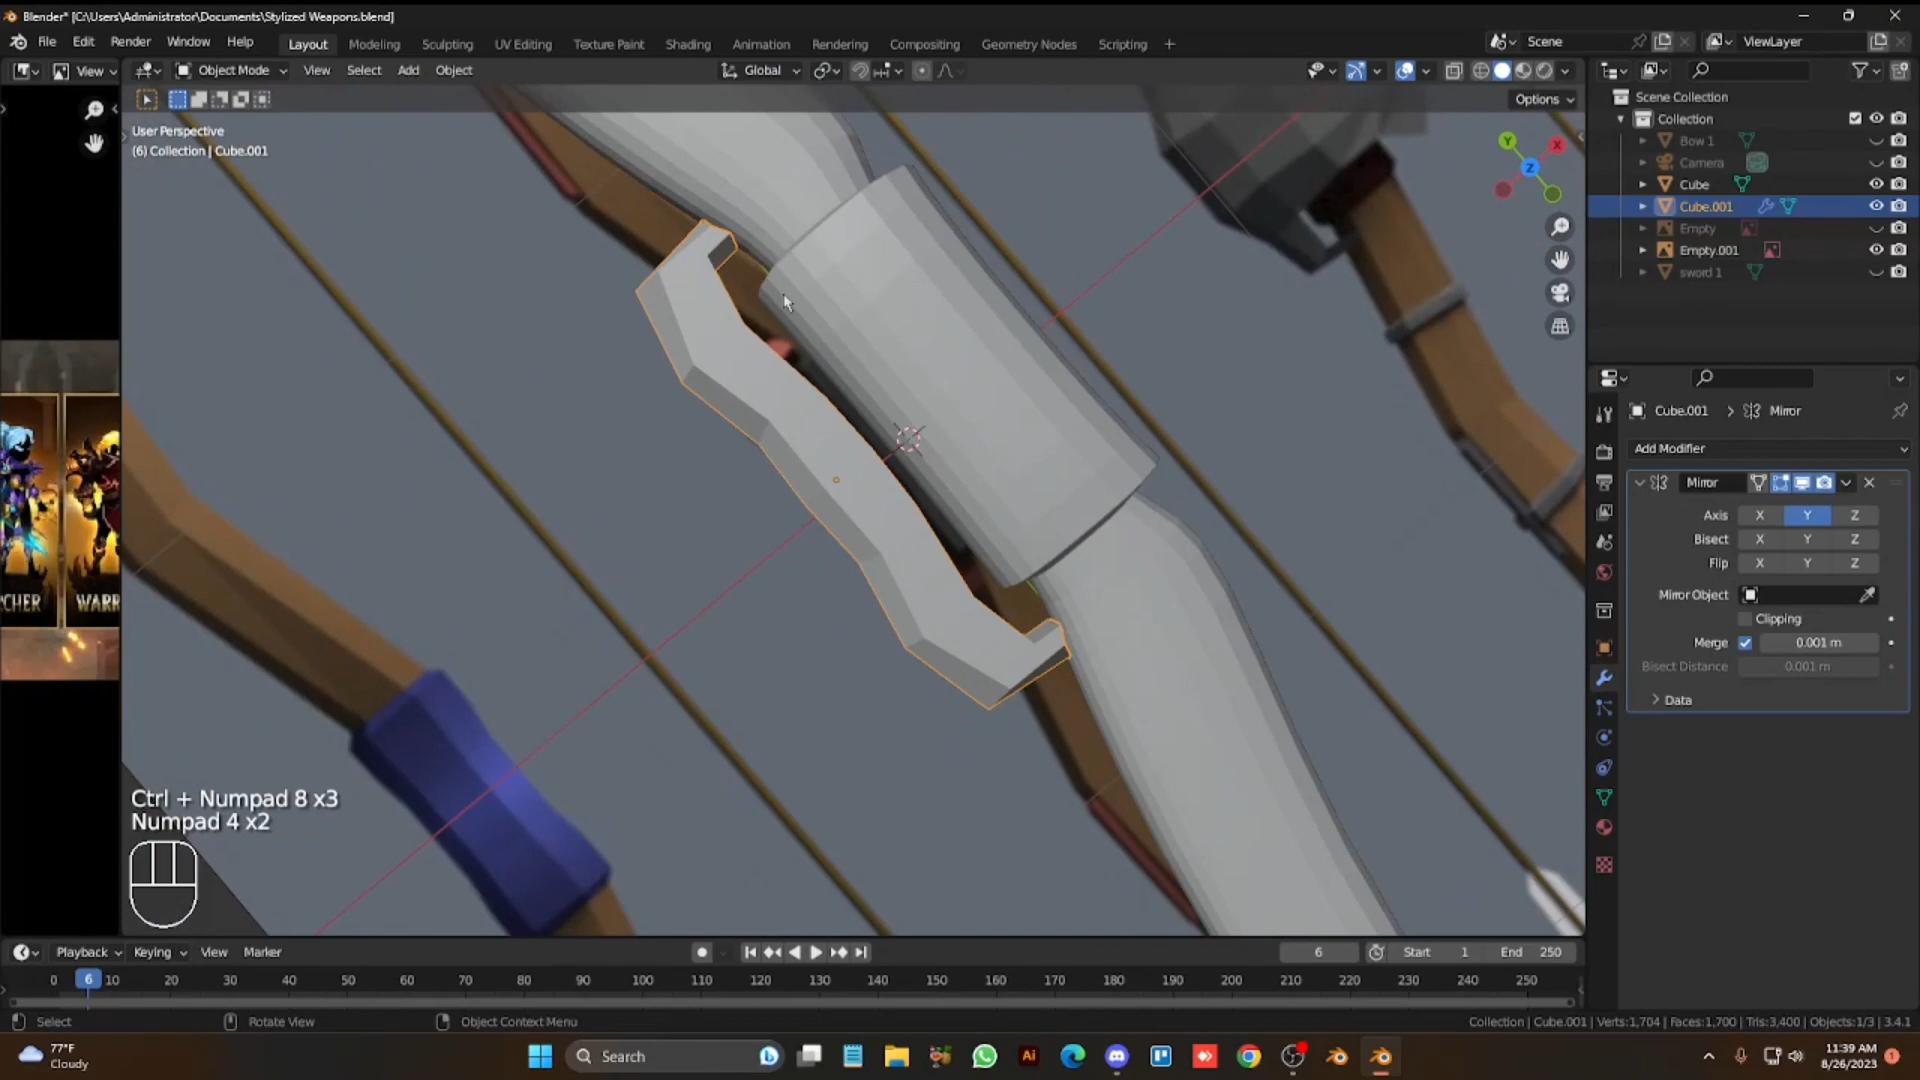 Blender* [C:\Users\Administrator\Documents\Stylized Weapons.blend]
File Edit Render Window Help Layout Modeling Sculpting UV Editing Texture Paint Shading Animation Rendering Compositing Geometry Nodes Scripting + Scene ViewLayer
View Object Mode View Select Add Object Global
Options
User Perspective
(6) Collection | Cube.001
Y X Z
Scene Collection
Collection
Bow 1
Camera
Cube
Cube.001
Empty
Empty.001
sword 1
Cube.001 > Mirror
Add Modifier
Mirror
Axis X Y Z
Bisect X Y Z
Flip X Y Z
Mirror Object
Clipping
Merge 0.001 m
Bisect Distance 0.001 m
> Data
CHER WARR
Ctrl + Numpad 8 x3
Numpad 4 x2
Playback Keying View Marker 6 Start 1 End 250
0 6 10 20 30 40 50 60 70 80 90 100 110 120 130 140 150 160 170 180 190 200 210 220 230 240 250
Select Rotate View Object Context Menu Collection | Cube.001 | Verts:1,704 | Faces:1,700 | Tris:3,400 | Objects:1/3 | 3.4.1
77°F
Cloudy
Search
Ai
11:39 AM
8/26/2023
1